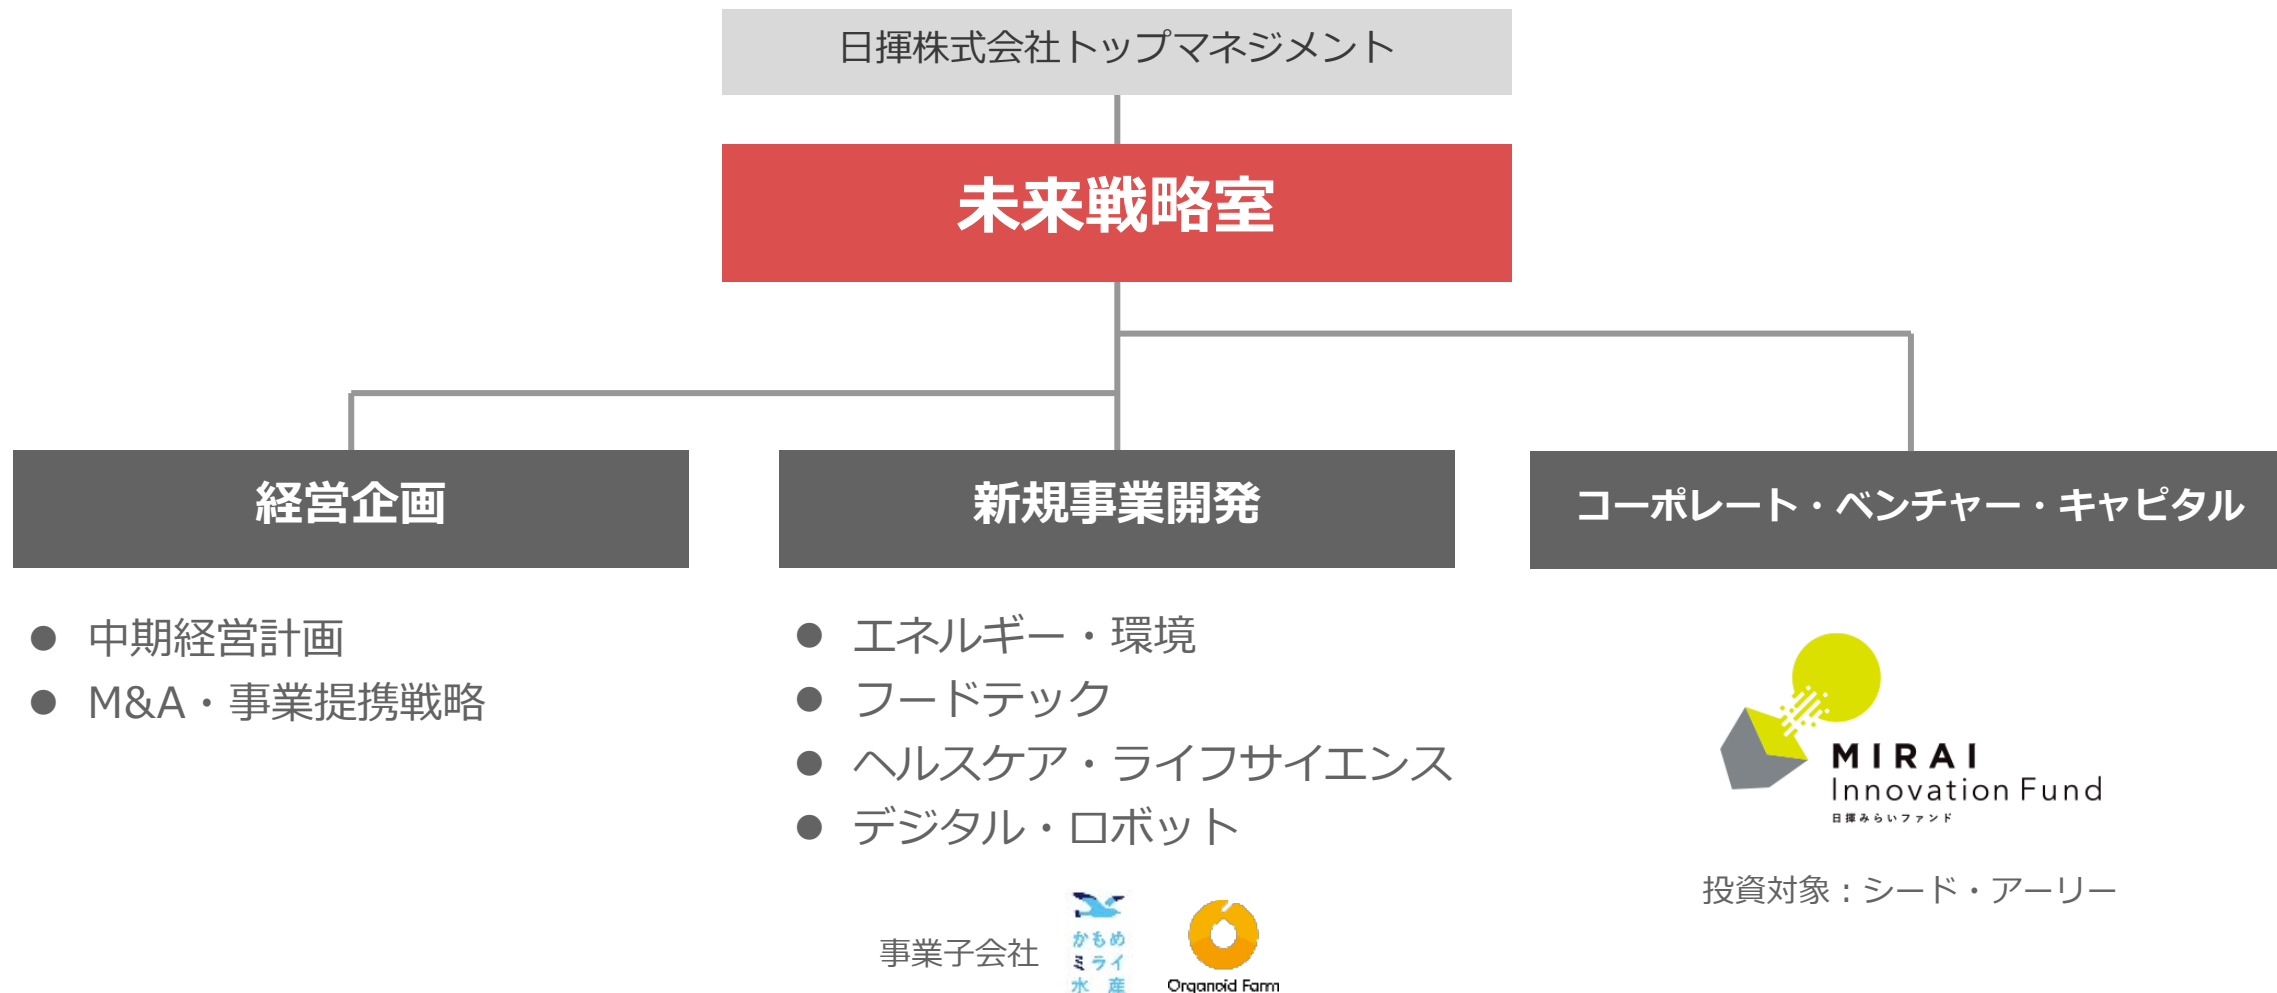 日揮株式会社トップマネジメント
未来戦略室
経営企画
● 中期経営計画
● M&A・事業提携戦略
新規事業開発
● エネルギー・環境
● フードテック
● ヘルスケア・ライフサイエンス
● デジタル・ロボット
事業子会社
かもめ
ミライ
水産
Organoid Farm
コーポレート・ベンチャー・キャピタル
MIRAI
Innovation Fund
日揮みらいファンド
投資対象：シード・アーリー